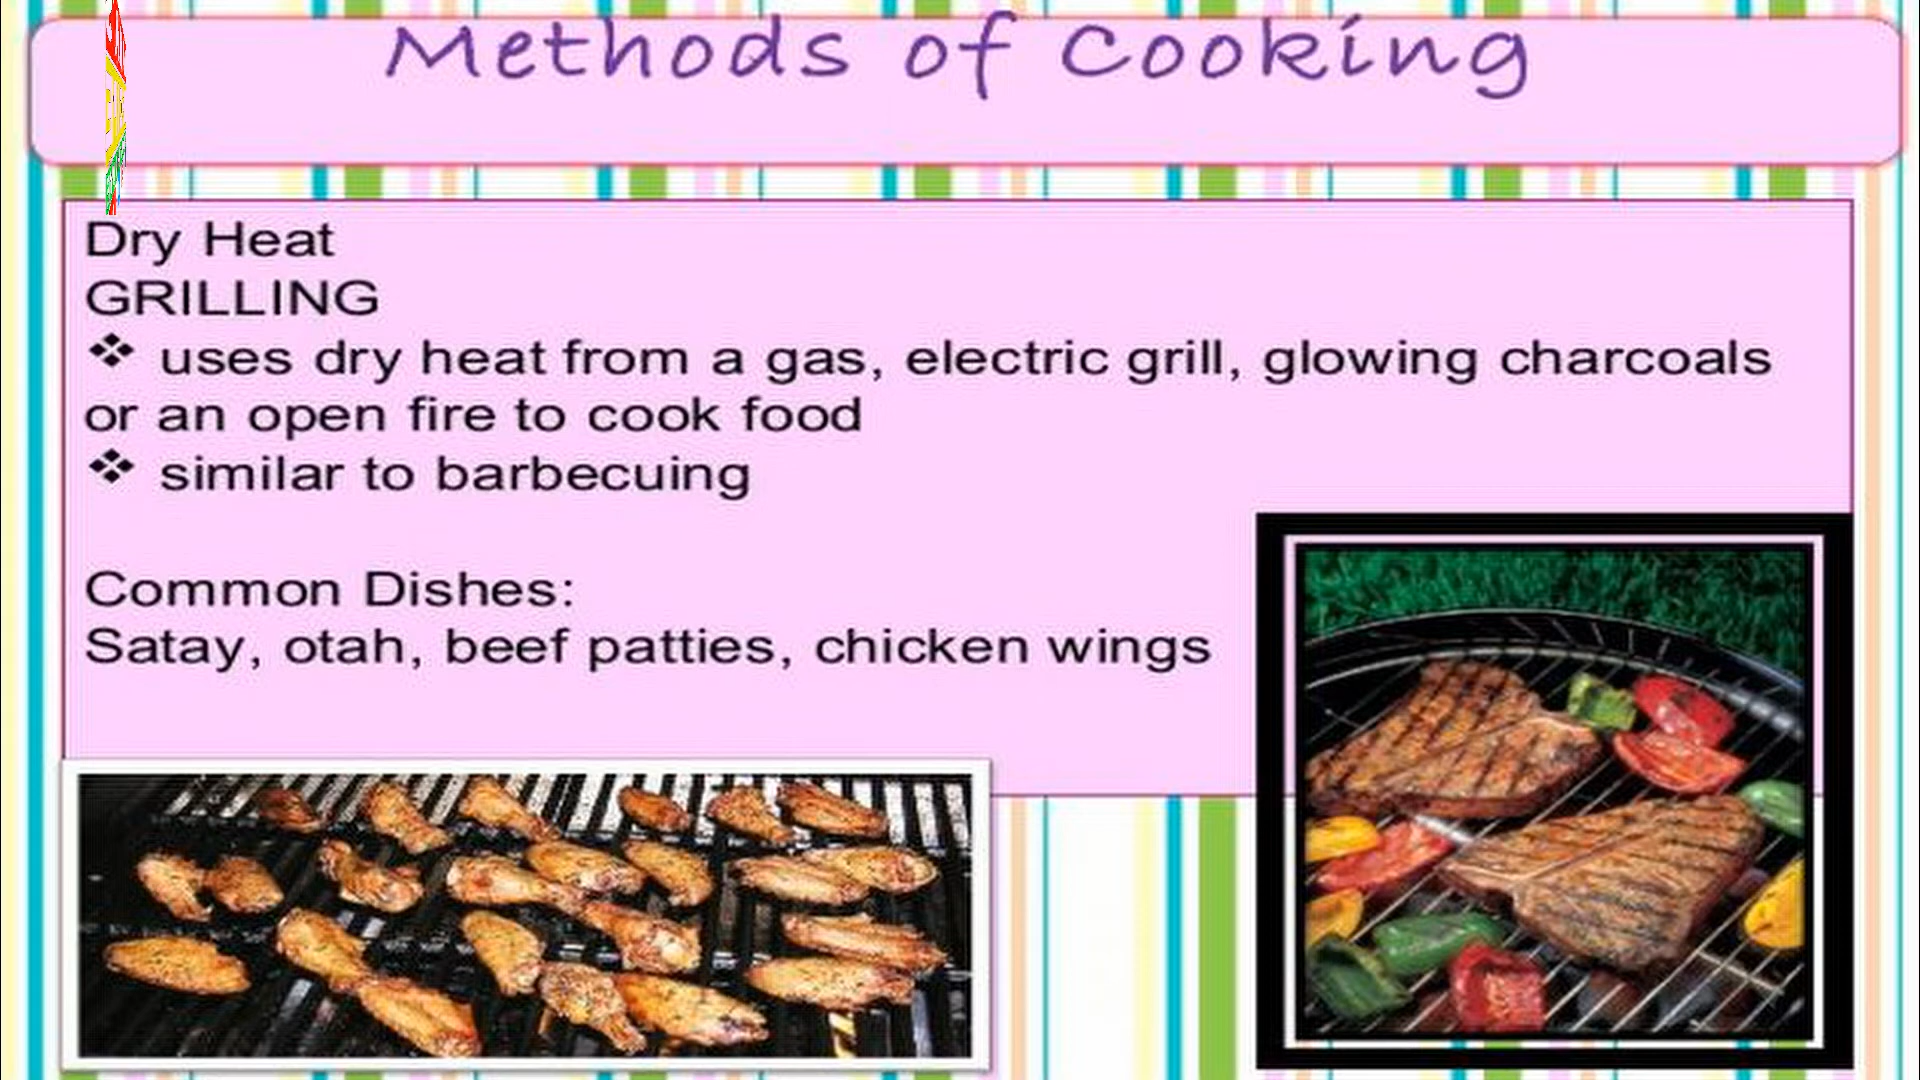 Methods of Cooking
Dry Heat
GRILLING
❖ uses dry heat from a gas, electric grill, glowing charcoals
or an open fire to cook food
❖ similar to barbecuing
Common Dishes:
Satay, otah, beef patties, chicken wings